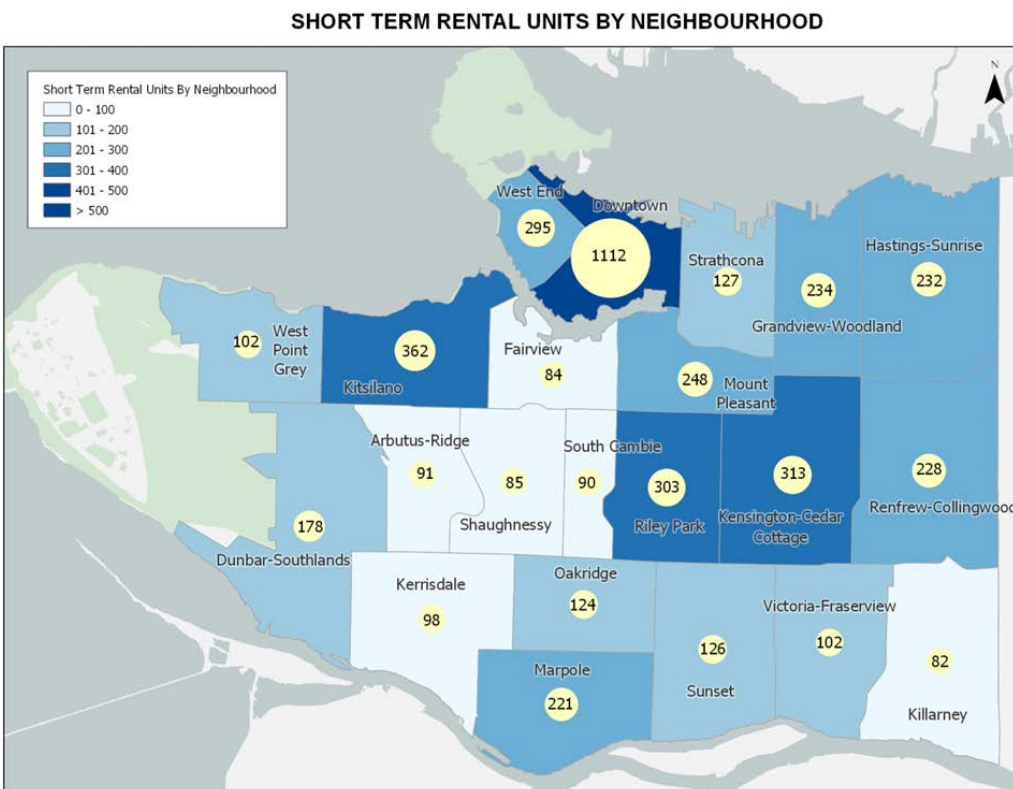 SHORT TERM RENTAL UNITS BY NEIGHBOURHOOD
N
Short Term Rental Units By Neighbourhood
0 - 100
101 - 200
201 - 300
301 - 400
401 - 500
> 500
West End
295
Downtown
1112
Strathcona
127
234
Grandview-Woodland
Hastings-Sunrise
232
102
West
Point
Grey
362
Kitsilano
Fairview
84
248
Mount
Pleasant
Arbutus-Ridge
91
85
Shaughnessy
South Cambie
90
303
Riley Park
313
Kensington-Cedar
Cottage
228
Renfrew-Collingwood
178
Dunbar-Southlands
Kerrisdale
98
Oakridge
124
126
Sunset
Victoria-Fraserview
102
82
Killarney
Marpole
221